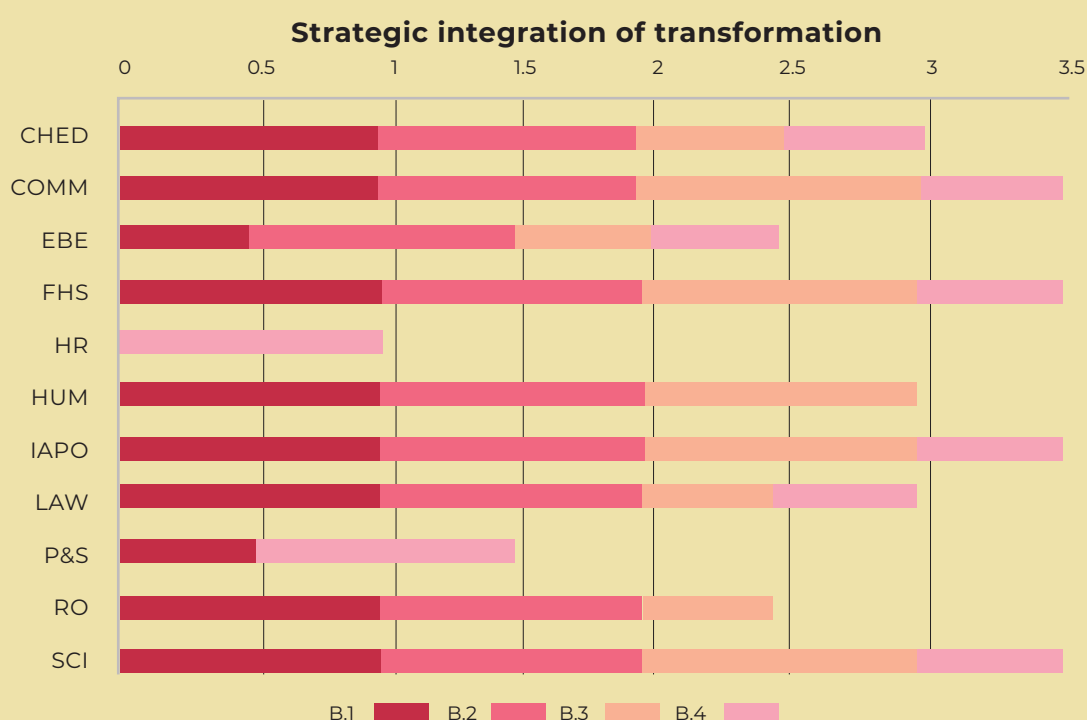 Strategic integration of transformation
0 0.5 1 1.5 2 2.5 3 3.5
CHED
COMM
EBE
FHS
HR
HUM
IAPO
LAW
P&S
RO
SCI
B.1 B.2 B.3 B.4